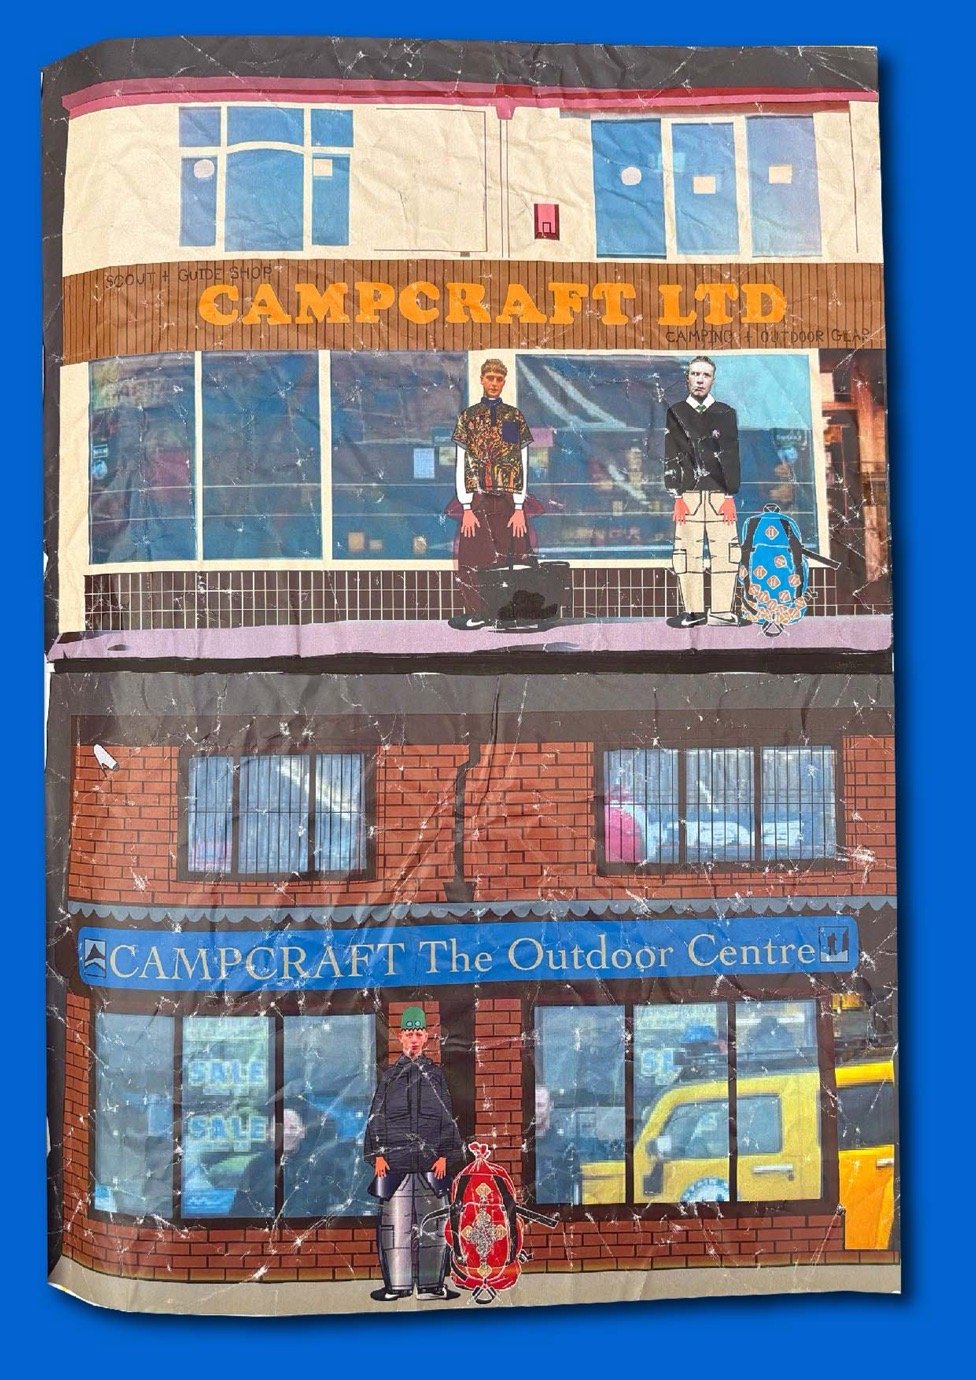 SCOUT + GUIDE SHOP
CAMPCRAFT LTD
CAMPING + OUTDOOR GEAR
CAMPCRAFT The Outdoor Centre
SALE
SALE